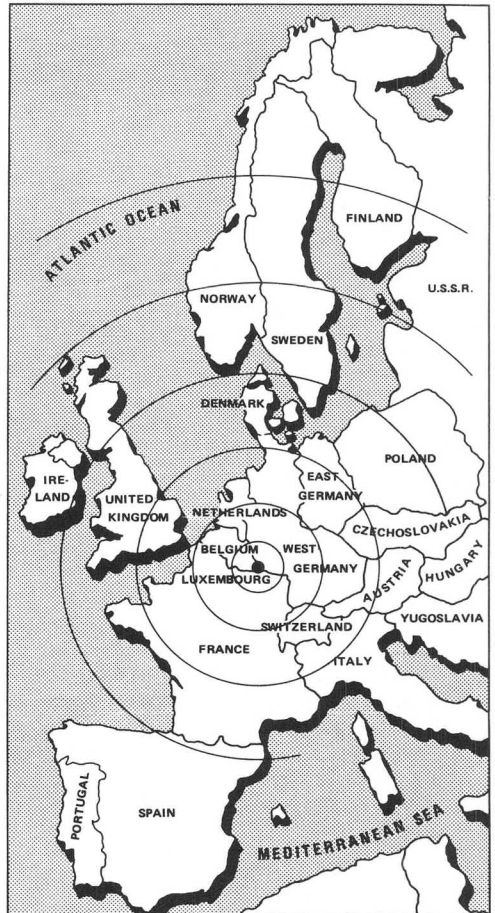 ATLANTIC OCEAN
FINLAND
U.S.S.R.
NORWAY
SWEDEN
DENMARK
POLAND
IRE-
LAND
UNITED
KINGDOM
EAST
GERMANY
NETHERLANDS
CZECHOSLOVAKIA
BELGIUM
WEST
GERMANY
LUXEMBOURG
AUSTRIA
HUNGARY
SWITZERLAND
YUGOSLAVIA
FRANCE
ITALY
PORTUGAL
SPAIN
MEDITERRANEAN SEA